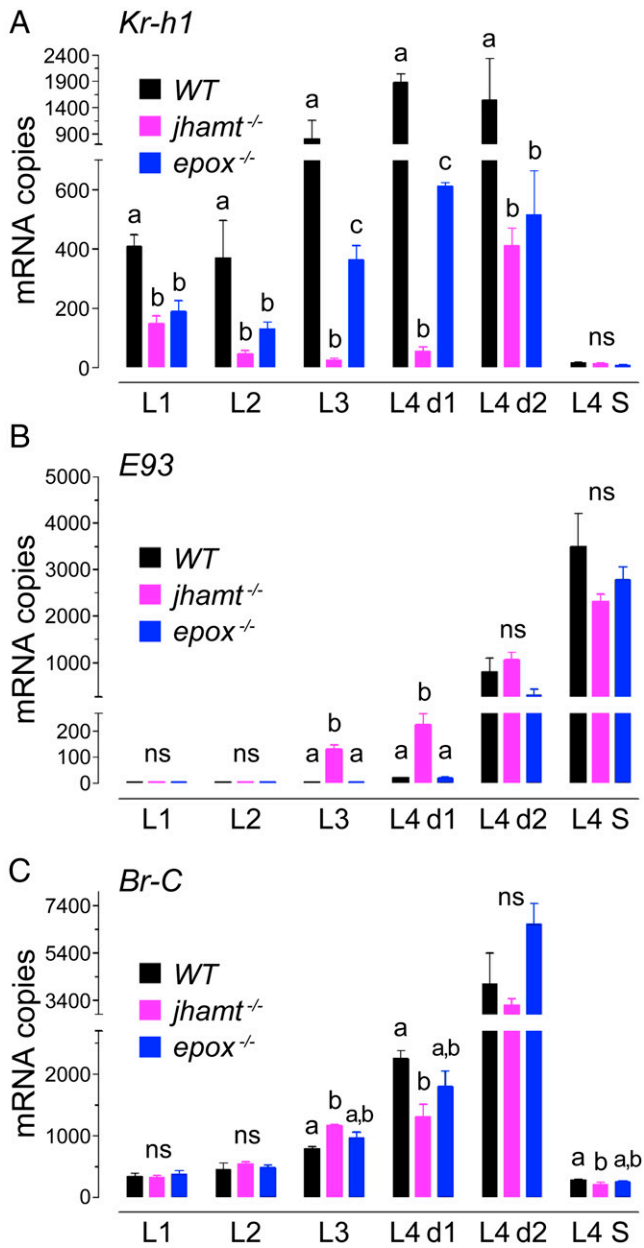 A Kr-h1
2400
1900
1400
900
600
400
200
0
mRNA copies
WT
jhamt -/-
epox -/-
a b b
a b b
a b c
a b c
a b b
ns
L1 L2 L3 L4 d1 L4 d2 L4 S
B E93
5000
3000
1000
200
100
0
mRNA copies
WT
jhamt -/-
epox -/-
ns
ns
a b a
a b a
ns
ns
L1 L2 L3 L4 d1 L4 d2 L4 S
C Br-C
7400
5400
3400
2000
1000
0
mRNA copies
WT
jhamt -/-
epox -/-
ns
ns
a b a,b
a b a,b
ns
a b a,b
L1 L2 L3 L4 d1 L4 d2 L4 S